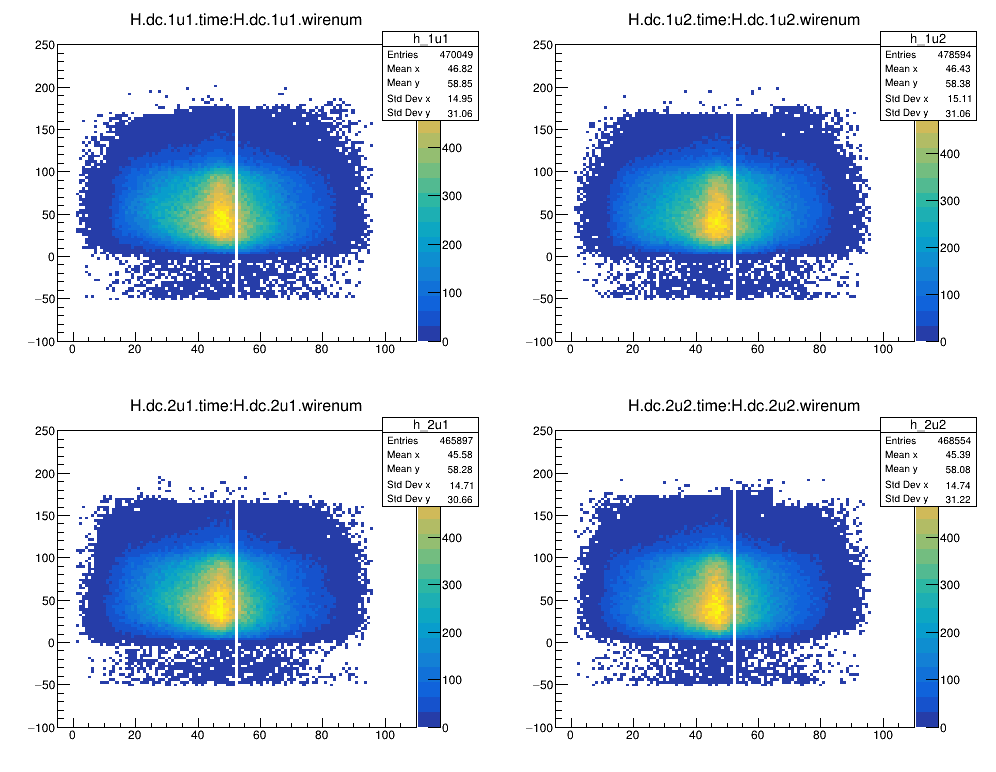 H.dc.1u1.time:H.dc.1u1.wirenum
h_1u1
Entries 470049
Mean x 46.82
Mean y 58.85
Std Dev x 14.95
Std Dev y 31.06
250
200
150
100
50
0
−50
−100
0 20 40 60 80 100
400
300
200
100
0
H.dc.1u2.time:H.dc.1u2.wirenum
h_1u2
Entries 478594
Mean x 46.43
Mean y 58.38
Std Dev x 15.11
Std Dev y 31.06
250
200
150
100
50
0
−50
−100
0 20 40 60 80 100
400
300
200
100
0
H.dc.2u1.time:H.dc.2u1.wirenum
h_2u1
Entries 465897
Mean x 45.58
Mean y 58.28
Std Dev x 14.71
Std Dev y 30.66
250
200
150
100
50
0
−50
−100
0 20 40 60 80 100
400
300
200
100
0
H.dc.2u2.time:H.dc.2u2.wirenum
h_2u2
Entries 468554
Mean x 45.39
Mean y 58.08
Std Dev x 14.74
Std Dev y 31.22
250
200
150
100
50
0
−50
−100
0 20 40 60 80 100
400
300
200
100
0